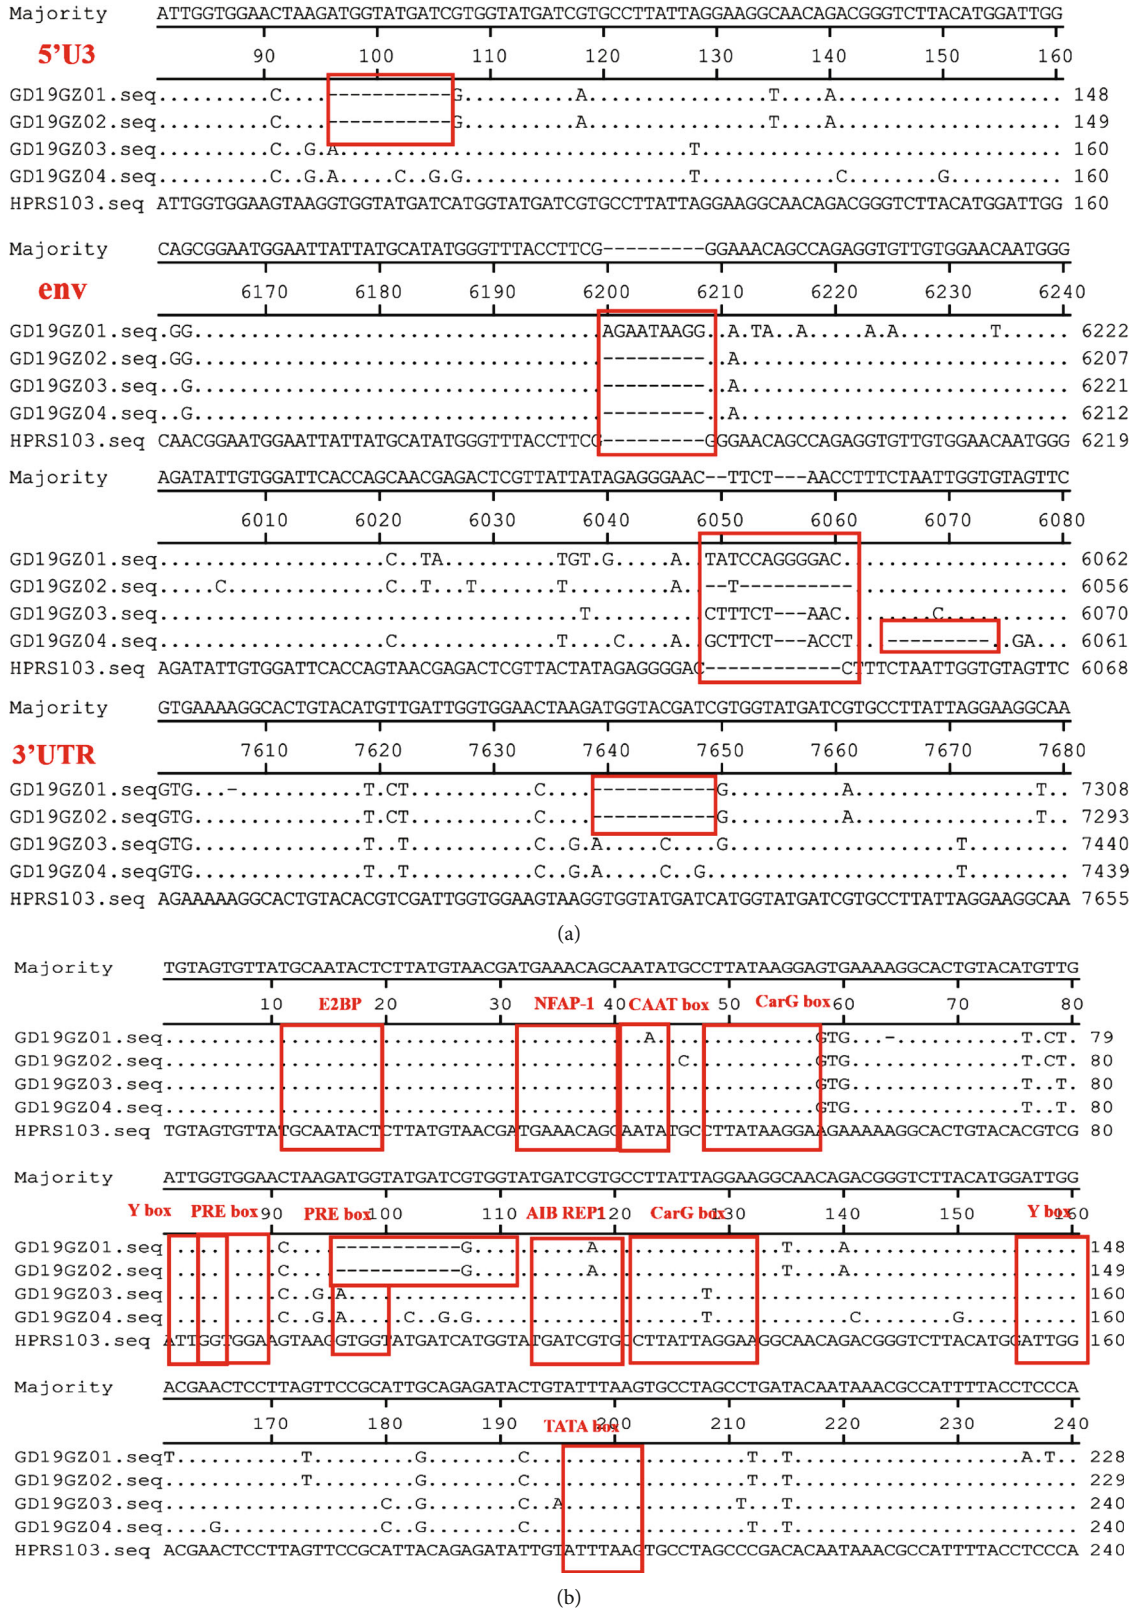 Majority ATTGGTGGAACTAAGATGGTATGATCGTGGTATGATCGTGCCTTATTAGGAAGGCAACAGACGGGTCTTACATGGATTGG
5'U3 90 100 110 120 130 140 150 160
GD19GZ01.seq..........C....-----------G..........A................T....A.................... 148
GD19GZ02.seq..........C....-----------G..........A................T....A.................... 149
GD19GZ03.seq..........C..G.A...............................T................................ 160
GD19GZ04.seq..........C..G.A.....C..G.G....................T............C........G.......... 160
HPRS103.seq ATTGGTGGAAGTAAGGTGGTATGATCATGGTATGATCGTGCCTTATTAGGAAGGCAACAGACGGGTCTTACATGGATTGG 160
Majority CAGCGGAATGGAATTATTATGCATATGGGTTTACCTTCG---------GGAAACAGCCAGAGGTGTTGTGGAACAATGGG
env 6170 6180 6190 6200 6210 6220 6230 6240
GD19GZ01.seq.GG....................................AGAATAAGG..A.TA..A.....A.A........T...... 6222
GD19GZ02.seq.GG....................................---------..A............................. 6207
GD19GZ03.seq..G....................................---------..A............................. 6221
GD19GZ04.seq..G....................................---------..A............................. 6212
HPRS103.seq CAACGGAATGGAATTATTATGCATATGGGTTTACCTTCG---------GGGAACAGCCAGAGGTGTTGTGGAACAATGGG 6219
Majority AGATATTGTGGATTCACCAGCAACGAGACTCGTTATTATAGAGGGAAC--TTCT---AACCTTTCTAATTGGTGTAGTTC
6010 6020 6030 6040 6050 6060 6070 6080
GD19GZ01.seq....................C..TA..........TGT.G.....A..TATCCAGGGGAC.................... 6062
GD19GZ02.seq.....C..............C..T...T.......T.........A..--T----------................... 6056
GD19GZ03.seq.....................................T..........CTTTCT---AC........C........... 6070
GD19GZ04.seq....................C..............T....C....A..GCTTCT---ACCT..---------..GA.... 6061
HPRS103.seq AGATATTGTGGATTCACCAGTAACGAGACTCGTTACTATAGAGGGGAC------------CTTTCTAATTGGTGTAGTTC 6068
Majority GTGAAAAGGCACTGTACATGTTGATTGGTGGAACTAAGATGGTACGATCGTGGTATGATCGTGCCTTATTAGGAAGGCAA
3'UTR 7610 7620 7630 7640 7650 7660 7670 7680
GD19GZ01.seqGTG...-...........T.CT...........C....-----------G..........A................T.. 7308
GD19GZ02.seqGTG...............T.CT...........C....-----------G..........A................T.. 7293
GD19GZ03.seqGTG...............T..T...........C..G.A.....C....G....................T......... 7440
GD19GZ04.seqGTG...............T..T...........C..G.A.....C..G......................T......... 7439
HPRS103.seq AGAAAAAGGCACTGTACACGTCGATTGGTGGAAGTAAGGTGGTATGATCATGGTATGATCGTGCCTTATTAGGAAGGCAA 7655
(a)
Majority TGTAGTGTTATGCAATACTCTTATGTAACGATGAAACAGCAATATGCCTTATAAGGAGTGAAAAGGCACTGTACATGTTG
10 20 30 40 50 60 70 80
E2BP NFAP-1 CAAT box CarG box
GD19GZ01.seq..........................................A..............GTG...-...........T.CT. 79
GD19GZ02.seq.............................................C...........GTG...............T.CT. 80
GD19GZ03.seq.........................................................GTG...............T..T. 80
GD19GZ04.seq.........................................................GTG...............T..T. 80
HPRS103.seq TGTAGTGTTATGCAATACTCTTATGTAACGATGAAACAGCAATATGCCTTATAAGGAAGAAAAAGGCACTGTACACGTCG 80
Majority ATTGGTGGAACTAAGATGGTATGATCGTGGTATGATCGTGCCTTATTAGGAAGGCAACAGACGGGTCTTACATGGATTGG
90 100 110 120 130 140 150 160
Y box PRE box PRE box AIB REP1 CarG box Y box
GD19GZ01.seq..........C....-----------G..........A................T....A.................... 148
GD19GZ02.seq..........C....-----------G..........A................T....A.................... 149
GD19GZ03.seq..........C..G.A...............................T................................ 160
GD19GZ04.seq..........C..G.A.....C..G.G....................T............C........G.......... 160
HPRS103.seq ATTGGTGGAAGTAAGGTGGTATGATCATGGTATGATCGTGCCTTATTAGGAAGGCAACAGACGGGTCTTACATGGATTGG 160
Majority ACGAACTCCTTAGTTCCGCATTGCAGAGATACTGTATTTAAGTGCCTAGCCTGATACAATAAACGCCATTTTACCTCCCA
170 180 190 200 210 220 230 240
TATA box
GD19GZ01.seqT...........T.........G........C...................T..T....................A.T.. 228
GD19GZ02.seq............T.........G........C...................T..T......................... 229
GD19GZ03.seq...................C..G........C..A...............T...T......................... 240
GD19GZ04.seq....G..............C..G........C...................T..T......................... 240
HPRS103.seq ACGAACTCCTTAGTTCCGCATTACAGAGATATTGTATTTAAGTGCCTAGCCCGACACAATAAACGCCATTTTACCTCCCA 240
(b)